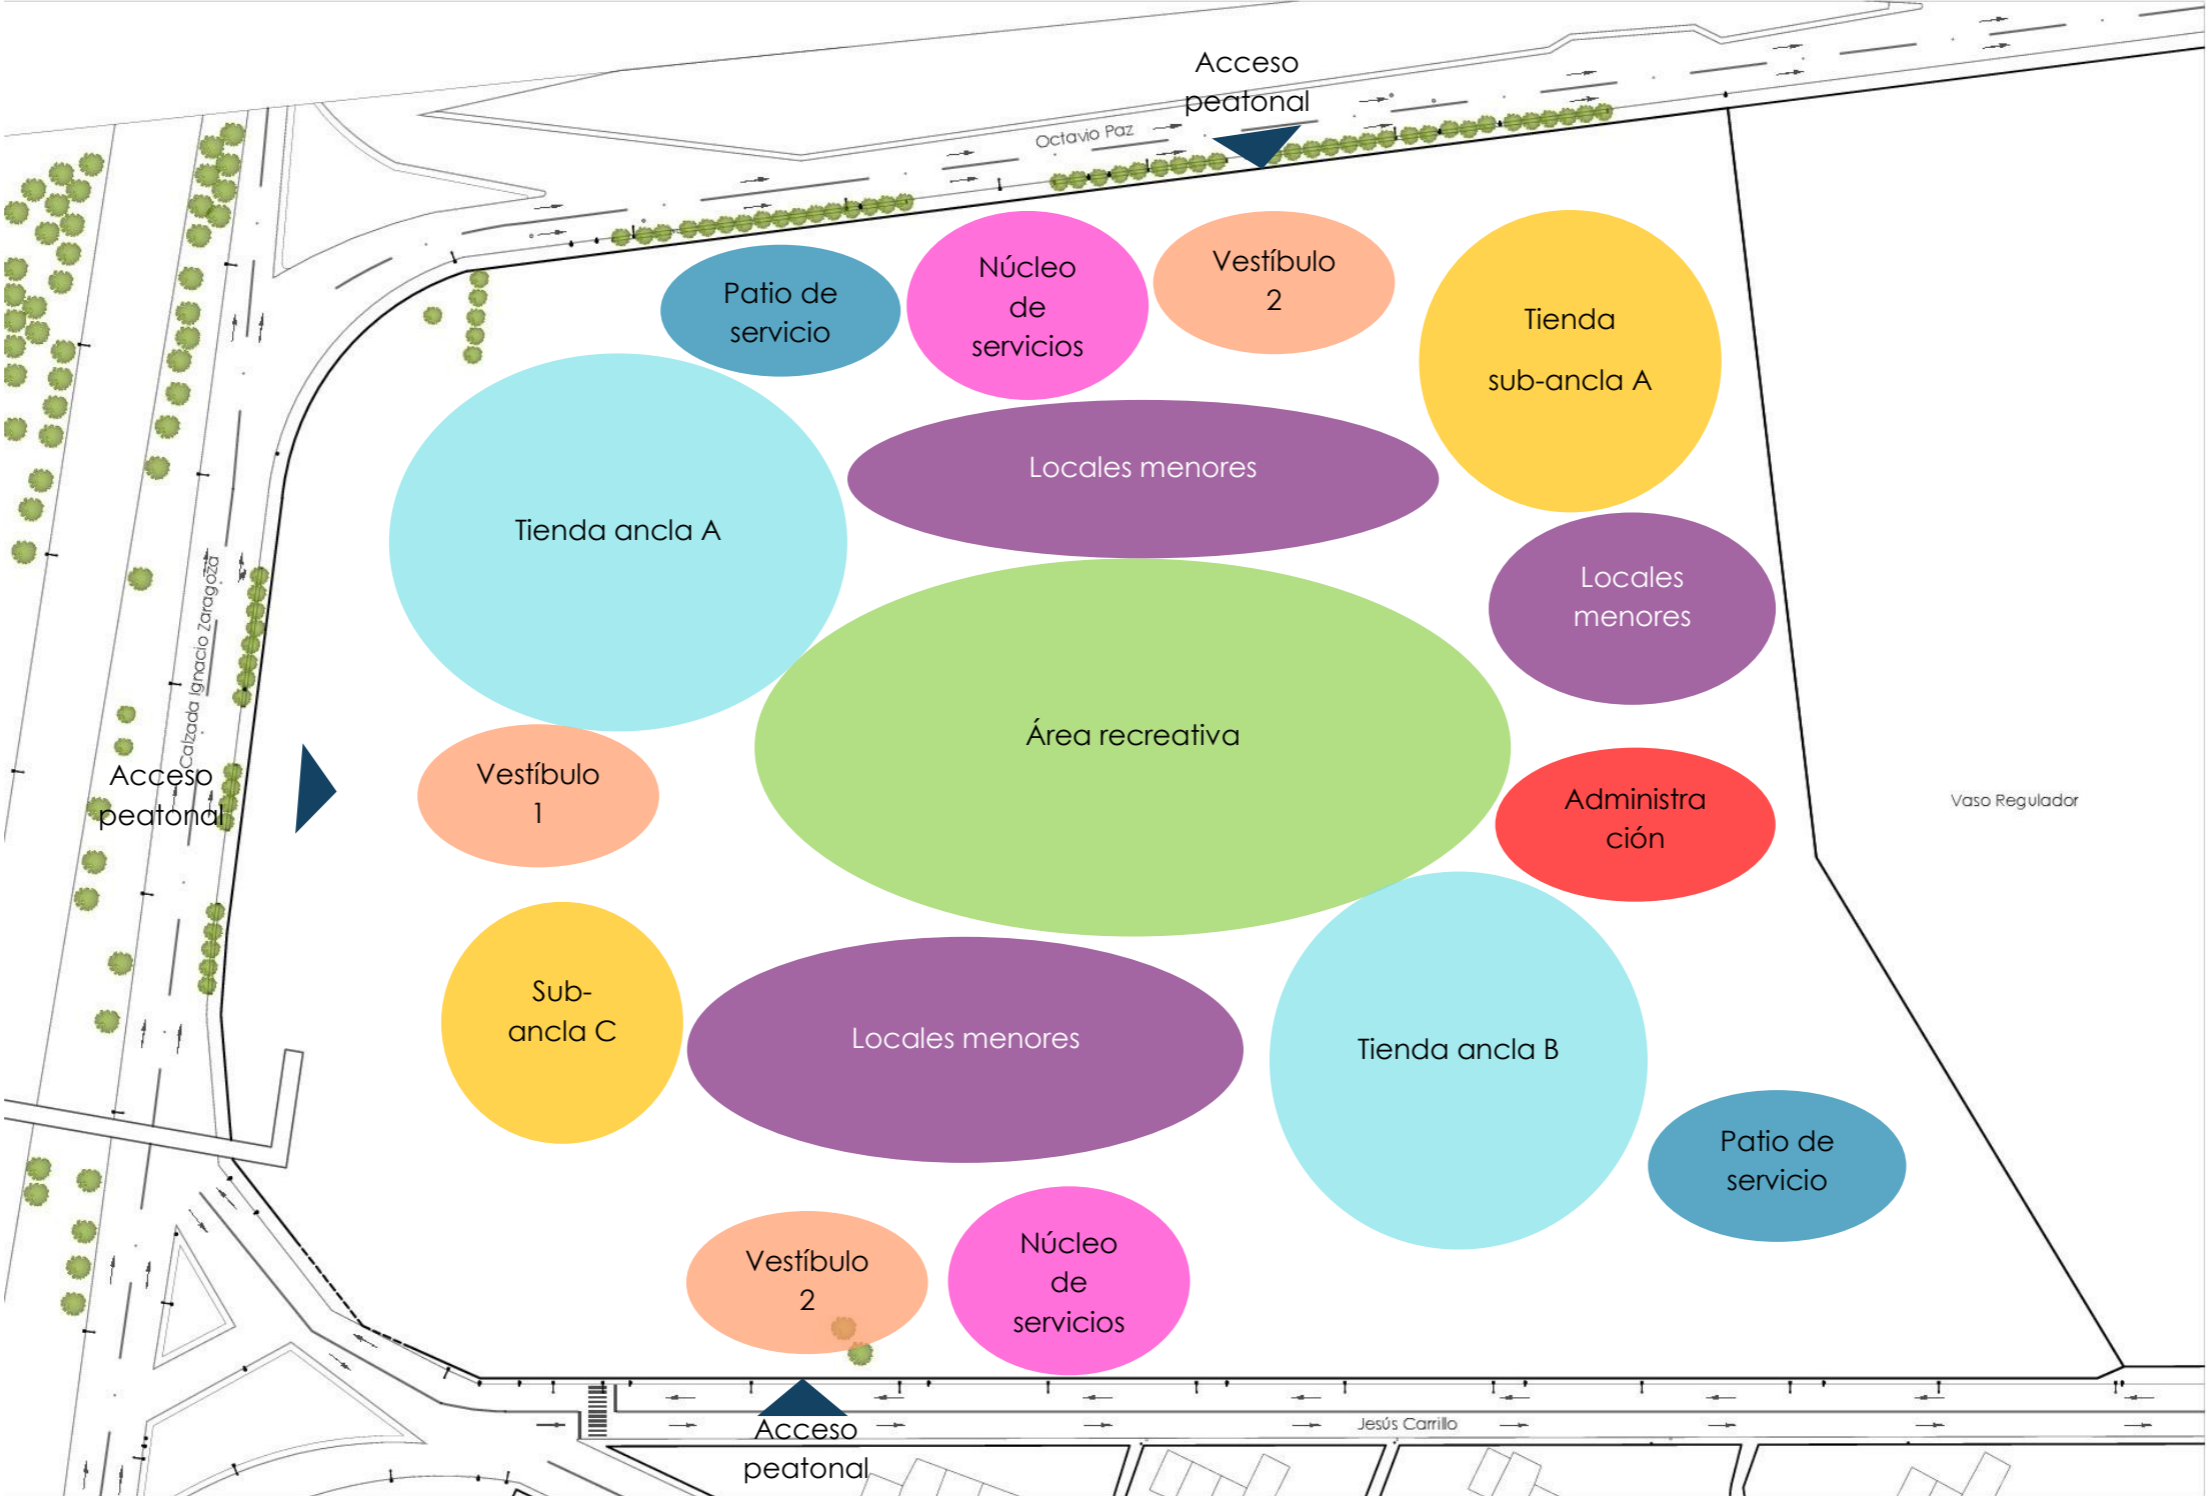 Acceso
peatonal
Octavio Paz
Patio de
servicio
Núcleo
de
servicios
Vestíbulo
2
Tienda
sub-ancla A
Locales menores
Tienda ancla A
Locales
menores
Calzada Ignacio Zaragoza
Área recreativa
Acceso
peatonal
Vestíbulo
1
Administra
ción
Vaso Regulador
Sub-
ancla C
Locales menores
Tienda ancla B
Patio de
servicio
Vestíbulo
2
Núcleo
de
servicios
Jesús Carrillo
Acceso
peatonal